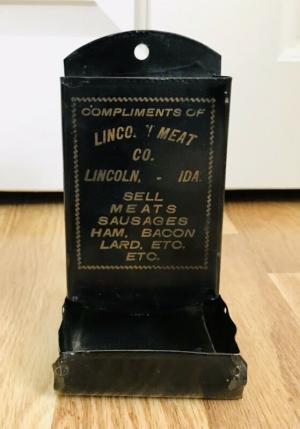 COMPLIMENTS OF
MEAT
CO.
LINCOLN, - IDA.
SELL
MEATS
SAUSAGES
HAM, BACON
LARD, ETC.
ETC.